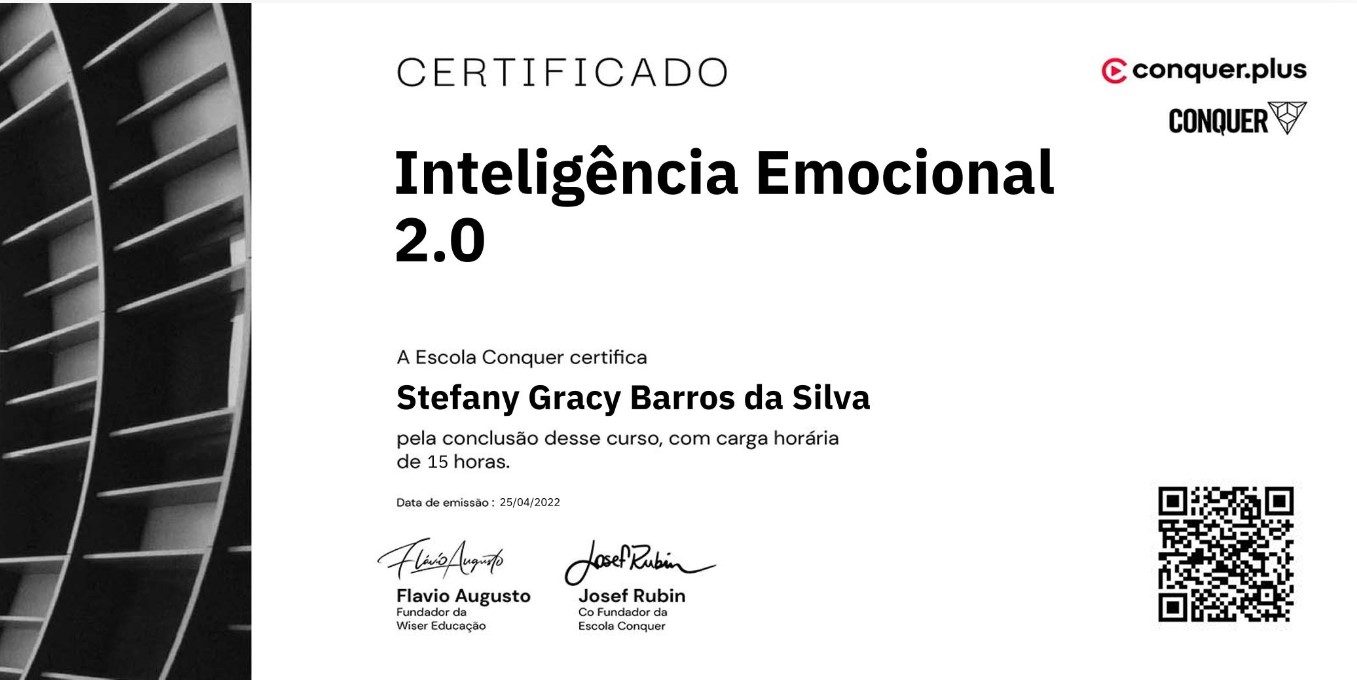 CERTIFICADO
conquer.plus
CONQUER
Inteligência Emocional
2.0
A Escola Conquer certifica
Stefany Gracy Barros da Silva
pela conclusão desse curso, com carga horária
de 15 horas.
Data de emissão : 25/04/2022
Flávio Augusto
Josef Rubin
Flavio Augusto
Josef Rubin
Fundador da
Co Fundador da
Wiser Educação
Escola Conquer